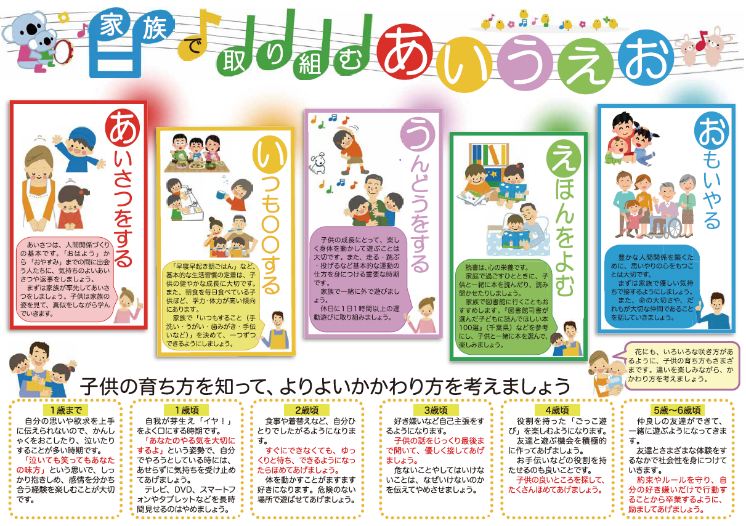 家族で取り組むあいうえお
あいさつをする
あいさつは、人間関係づくり
の基本です。「おはよう」から
「おやすみ」までの間に出会
う人たちに、気持ちのよいあい
さつや返事をしましょう。
まずは家族が率先してあいさ
つをしましょう。子供は家族の
姿を見て、真似をしながら学ん
でいきます。
いつも〇〇する
「早寝早起き朝ごはん」など、
基本的な生活習慣の定着は、子
供の健やかな成長に大切です。
また、朝食を毎日食べている子
ほど、学力・体力が高い傾向
にあります。
家族で「いつもすること（手
洗い・うがい・歯みがき・手伝
いなど）」を決めて、一つずつ
できるようにしましょう。
うんどうをする
子供の成長にとって、楽し
く身体を動かして遊ぶことは
大切です。また、走る・跳ぶ
・投げるなど基本的な運動の
仕方を身につける重要な時期
です。
家族で一緒に外で遊びまし
ょう。
休日に１日１時間以上の運
動遊びに取り組みましょう。
えほんをよむ
読書は、心の栄養です。
家庭で過ごすひとときに、子
供と一緒に本を読んだり、読み
聞かせたりしましょう。
家族で図書館に行くこともお
すすめします。「図書館司書が
選んだ子どもに読んでほしい本
100選」（千葉県）などを参考
にし、子供と一緒に本を選んで、
楽しみましょう。
おもいやる
豊かな人間関係を築くた
めに、思いやりの心をもつこ
とは大切です。
まずは家族で優しい気持
ちで接するようにしましょう。
また、命の大切さや、だ
れもが大切な仲間であること
を話していきましょう。
子供の育ち方を知って、よりよいかかわり方を考えましょう
花にも、いろいろな咲き方があ
るように、子供の育ち方もさまざ
まです。違いを楽しみながら、か
かわり方を考えましょう。
１歳まで
自分の思いや欲求を上手
に伝えられないので、かんし
ゃくをおこしたり、泣いたり
することが多い時期です。
「泣いても笑ってもあなた
の味方」という思いで、しっ
かり抱きしめ、感情を分かち
合う経験を楽しむことが大切
です。
１歳頃
自我が芽生え「イヤ！」
をよく口にする時期です。
「あなたのやる気を大切に
するよ」という姿勢で、自分
でやろうとしている時には、
あせらずに気持ちを受け止め
てあげましょう。
テレビ、DVD、スマートフ
ォンやタブレットなどを長時
間見せるのはやめましょう。
２歳頃
食事や着替えなど、自分ひ
とりでしたがるようになりま
す。
すぐにできなくても、ゆっ
くりと待ち、できるようになっ
たらほめてあげましょう。
体を動かすことがますます
好きになります。危険のない
場所で遊ばせてあげましょう。
３歳頃
好き嫌いなど自己主張をす
るようになります。
子供の話をじっくり最後ま
で聞いて、優しく接してあげ
ましょう。
危ないことやしてはいけな
いことは、なぜいけないのか
を伝えてやめさせましょう。
４歳頃
役割を持った「ごっこ遊
び」を楽しむようになります。
友達と遊ぶ機会を積極的
に作ってあげましょう。
お手伝いなどの役割を持
たせるのも良いことです。
子供の良いところを探して、
たくさんほめてあげましょう。
５歳〜６歳頃
仲良しの友達ができて、
一緒に遊ぶようになってきま
す。
友達とさまざまな体験をす
るなかで社会性を身につけて
いきます。
約束やルールを守り、自
分の好き嫌いだけで行動す
ることから卒業するように、
励ましてあげましょう。